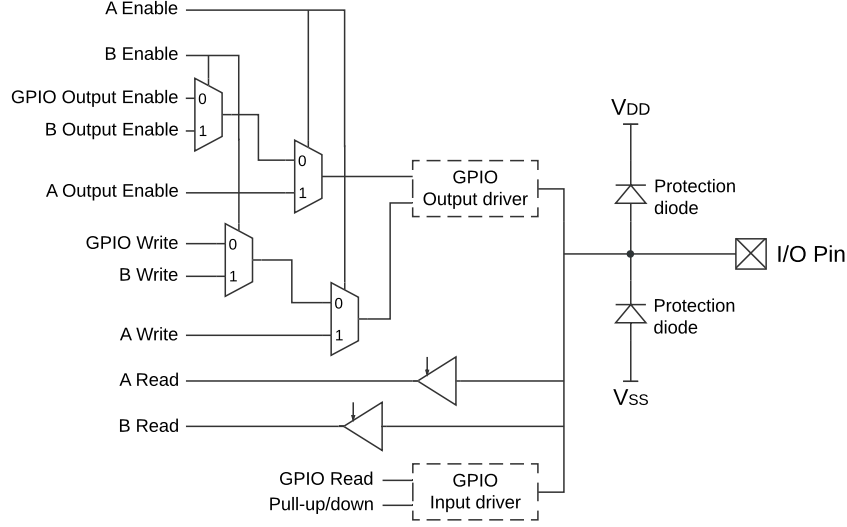 A Enable
B Enable
GPIO Output Enable
0
B Output Enable
1
A Output Enable
0
1
GPIO Write
0
B Write
1
A Write
0
1
A Read
B Read
GPIO
Output driver
GPIO Read
Pull-up/down
GPIO
Input driver
VDD
Protection
diode
I/O Pin
Protection
diode
VSS